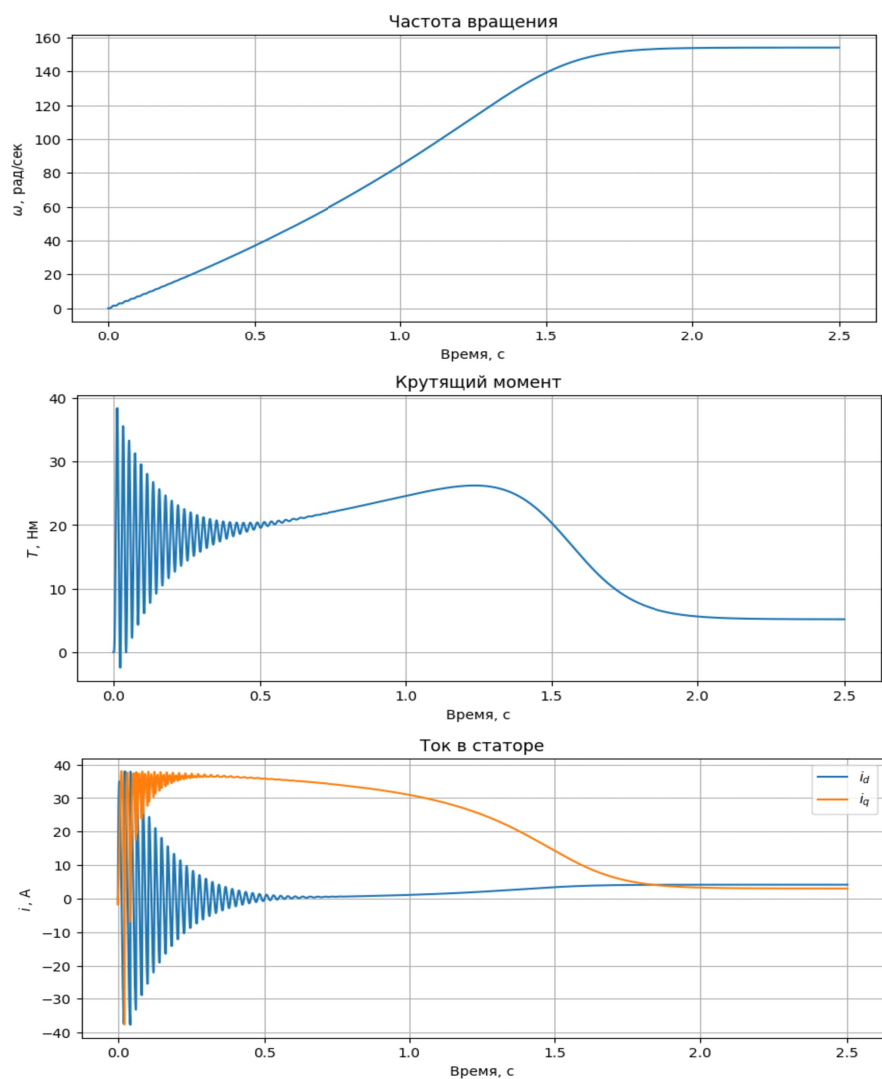 Частота вращения
160
140
120
100
80
60
40
20
0
ω, рад/сек
0.0 0.5 1.0 1.5 2.0 2.5
Время, с
Крутящий момент
40
30
20
10
0
T, Нм
0.0 0.5 1.0 1.5 2.0 2.5
Время, с
Ток в статоре
40
30
20
10
0
−10
−20
−30
−40
i, А
i_d
i_q
0.0 0.5 1.0 1.5 2.0 2.5
Время, с